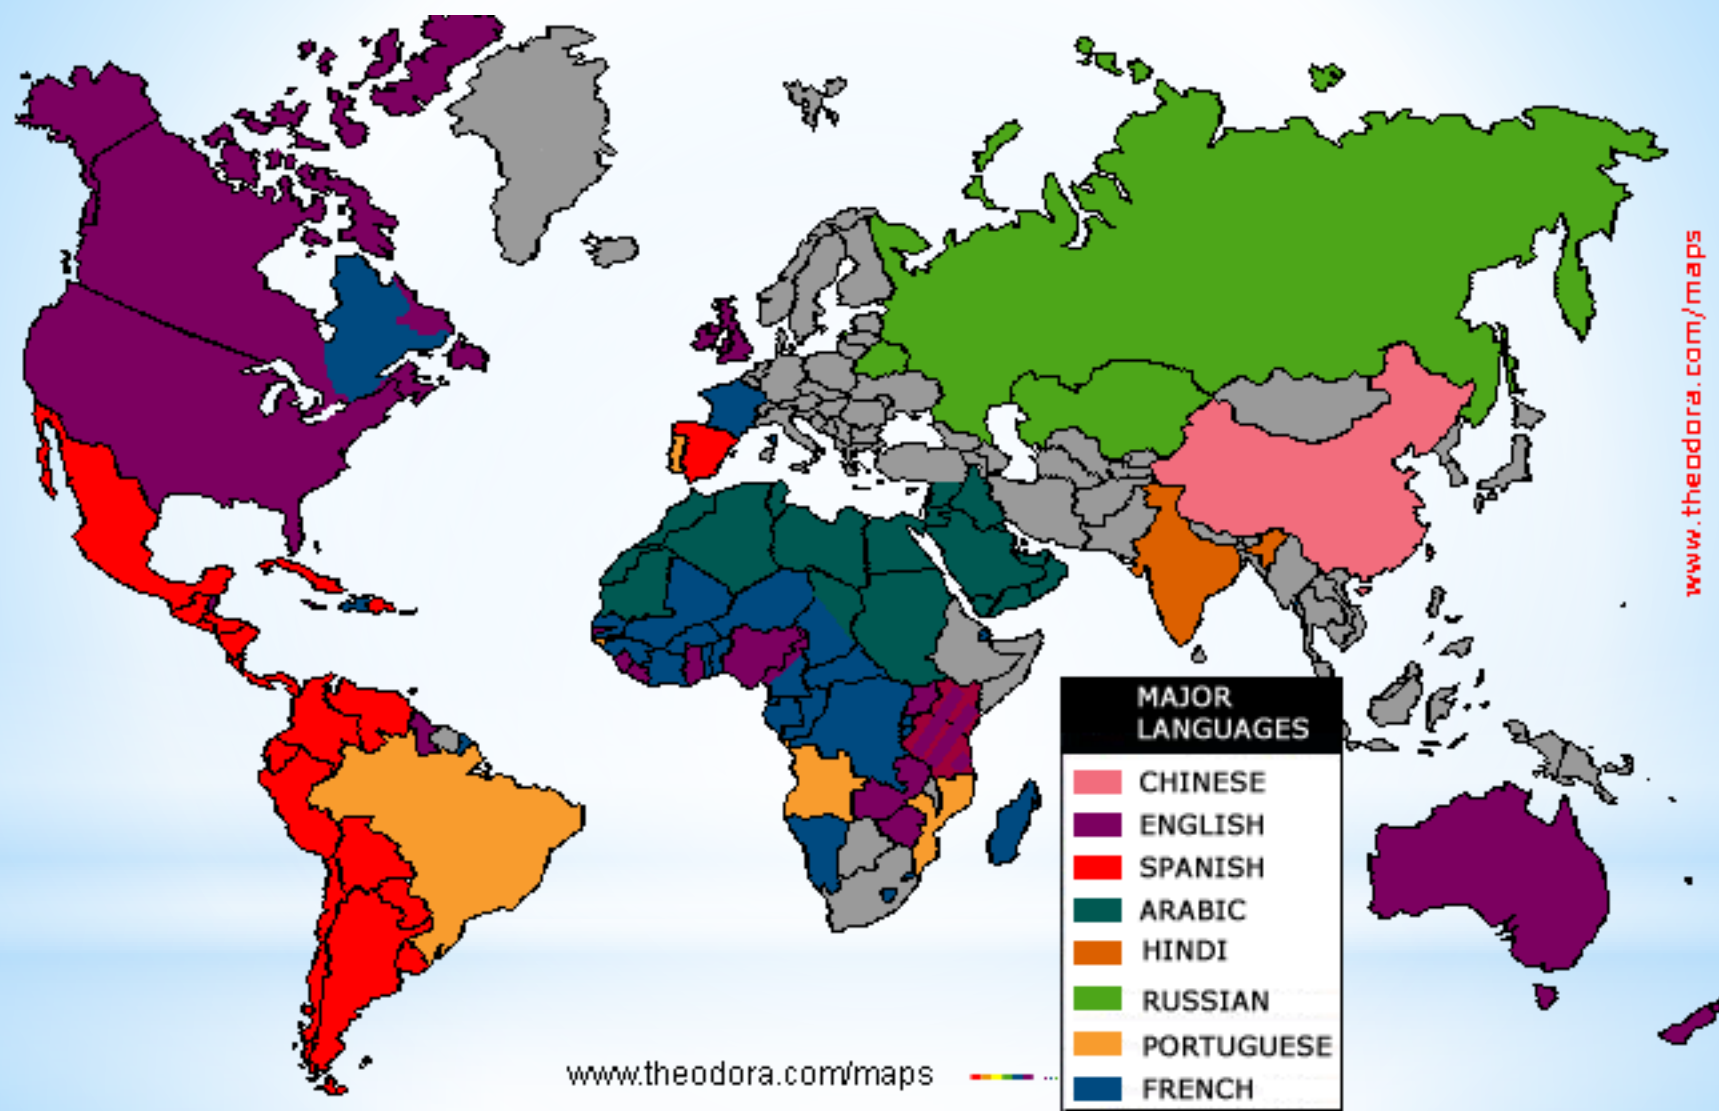 www.theodora.com/maps
MAJOR
LANGUAGES
CHINESE
ENGLISH
SPANISH
ARABIC
HINDI
RUSSIAN
PORTUGUESE
FRENCH
www.theodora.com/maps